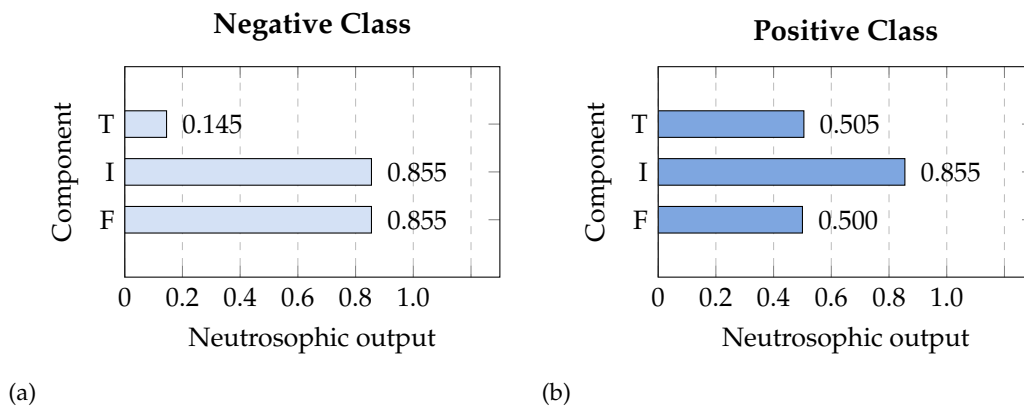 Negative Class
Component
T 0.145
I 0.855
F 0.855
0 0.2 0.4 0.6 0.8 1.0
Neutrosophic output
(a)
Positive Class
Component
T 0.505
I 0.855
F 0.500
0 0.2 0.4 0.6 0.8 1.0
Neutrosophic output
(b)